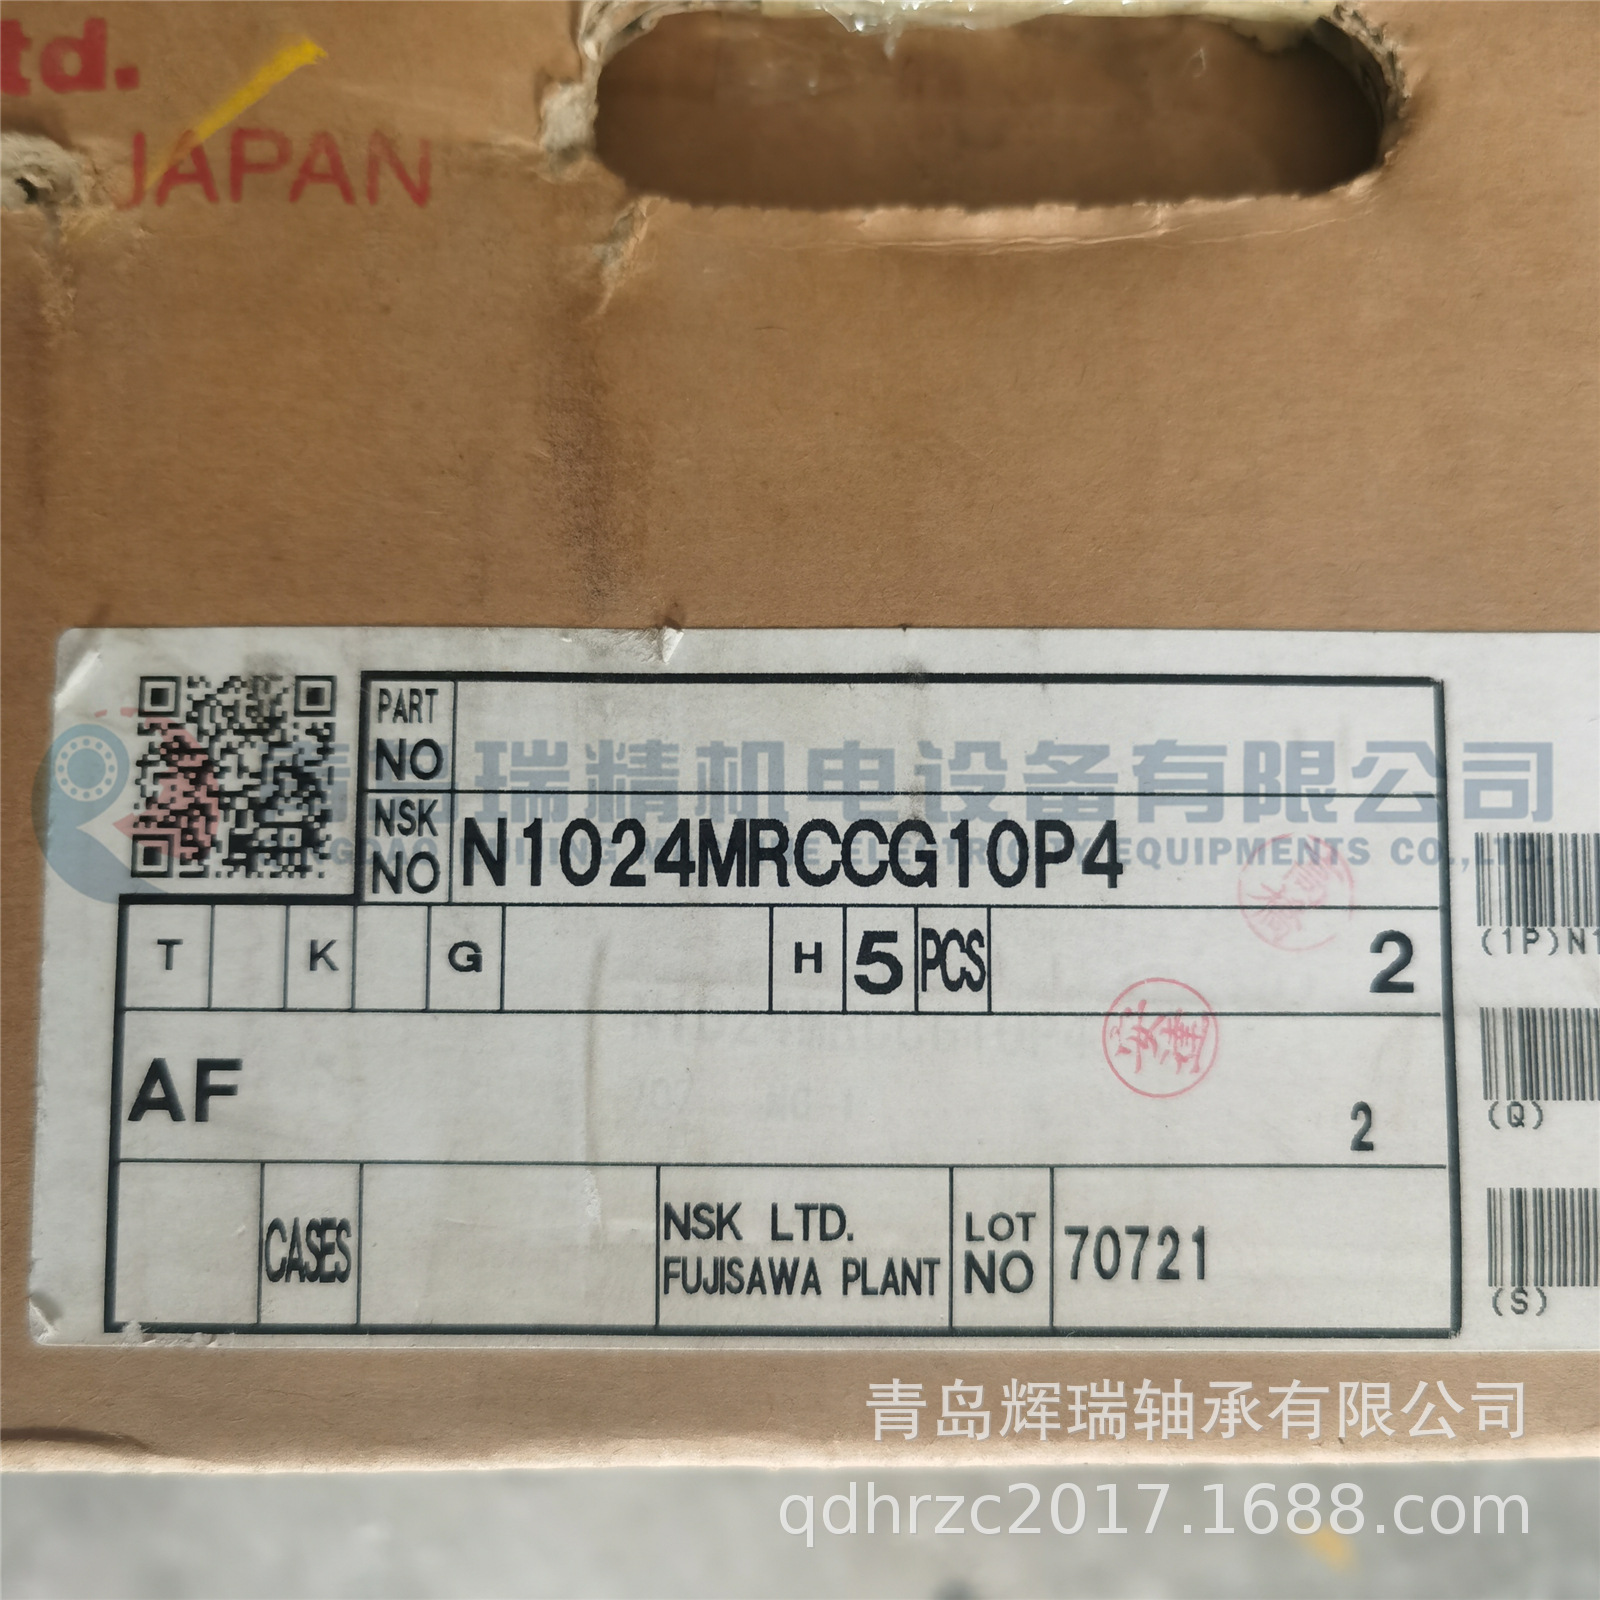 td.
JAPAN
PART NO
瑞精机电设备有限公司
NSK NO N1024MRCCG10P4
EQUIPMENTS CO.,LTD.
T K G H 5 PCS 2
(1P)N1
AF
2
(Q)
CASES NSK LTD. FUJISAWA PLANT LOT NO 70721
(S)
青岛辉瑞轴承有限公司
qdhrzc2017.1688.com